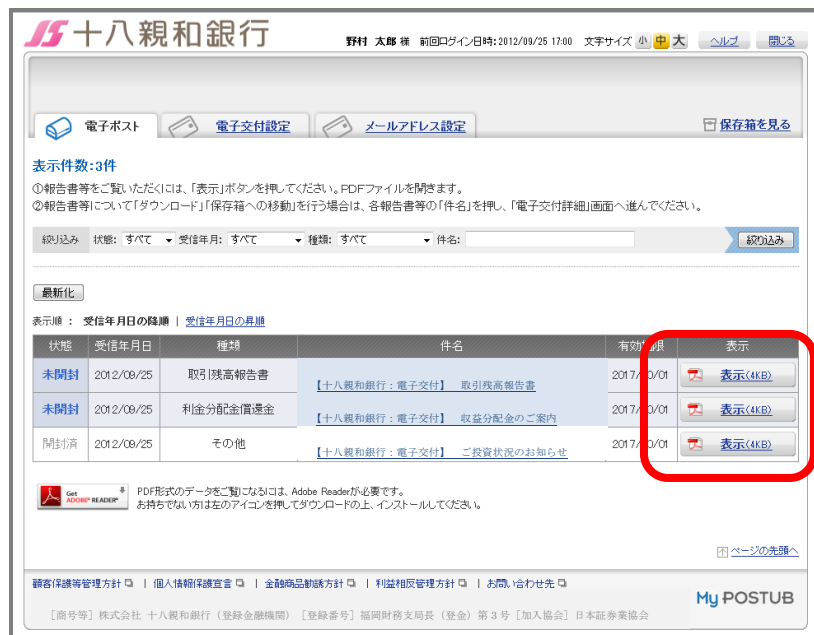 十八親和銀行 野村 太郎 様 前回ログイン日時:2012/09/25 17:00 文字サイズ 小 中 大 ヘルプ 閉じる
電子ポスト 電子交付設定 メールアドレス設定 保存箱を見る
表示件数:3件
①報告書等をご覧いただくには、「表示」ボタンを押してください。PDFファイルを開きます。
②報告書等について「ダウンロード」「保存箱への移動」を行う場合は、各報告書等の「件名」を押し、「電子交付詳細」画面へ進んでください。
絞り込み 状態: すべて 受信年月: すべて 種類: すべて 件名: 絞り込み
最新化
表示順 : 受信年月日の降順 | 受信年月日の昇順
状態 受信年月日 種類 件名 有効期限 表示
未開封 2012/09/25 取引残高報告書 【十八親和銀行:電子交付】 取引残高報告書 2017/10/01 表示(4KB)
未開封 2012/09/25 利金分配金償還金 【十八親和銀行:電子交付】 収益分配金のご案内 2017/10/01 表示(4KB)
開封済 2012/09/25 その他 【十八親和銀行:電子交付】 ご投資状況のお知らせ 2017/10/01 表示(4KB)
Get ADOBE® READER® PDF形式のデータをご覧になるには、Adobe Readerが必要です。
お持ちでない方は左のアイコンを押してダウンロードの上、インストールしてください。
ページの先頭へ
顧客保護等管理方針 | 個人情報保護宣言 | 金融商品勧誘方針 | 利益相反管理方針 | お問い合わせ先
My POSTUB
[商号等] 株式会社 十八親和銀行(登録金融機関) [登録番号] 福岡財務支局長(登金)第3号 [加入協会] 日本証券業協会